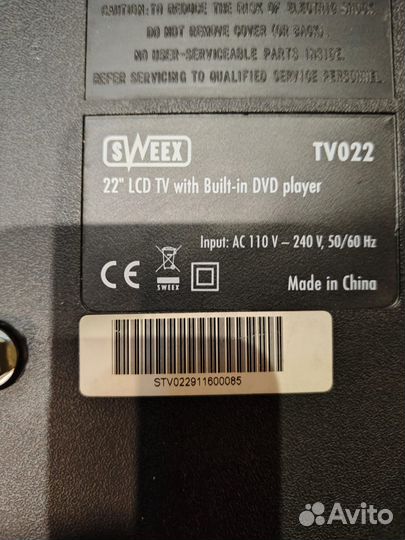 CAUTION: TO REDUCE THE RISK OF ELECTRIC SHOCK
DO NOT REMOVE COVER (OR BACK)
NO USER-SERVICEABLE PARTS INSIDE.
REFER SERVICING TO QUALIFIED SERVICE PERSONNEL.
SWEEX TV022
22" LCD TV with Built-in DVD player
Input: AC 110 V – 240 V, 50/60 Hz
CE SWEEX Made in China
STV022911600085
Avito